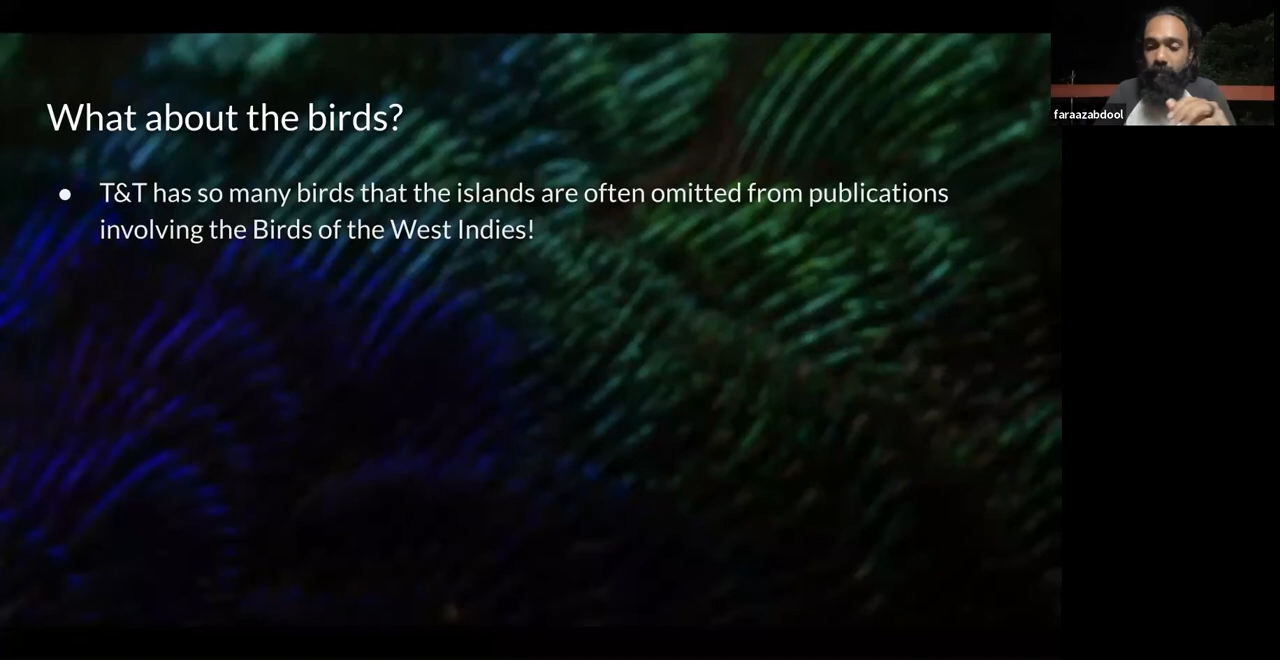 What about the birds?
● T&T has so many birds that the islands are often omitted from publications
involving the Birds of the West Indies!
faraazabdool